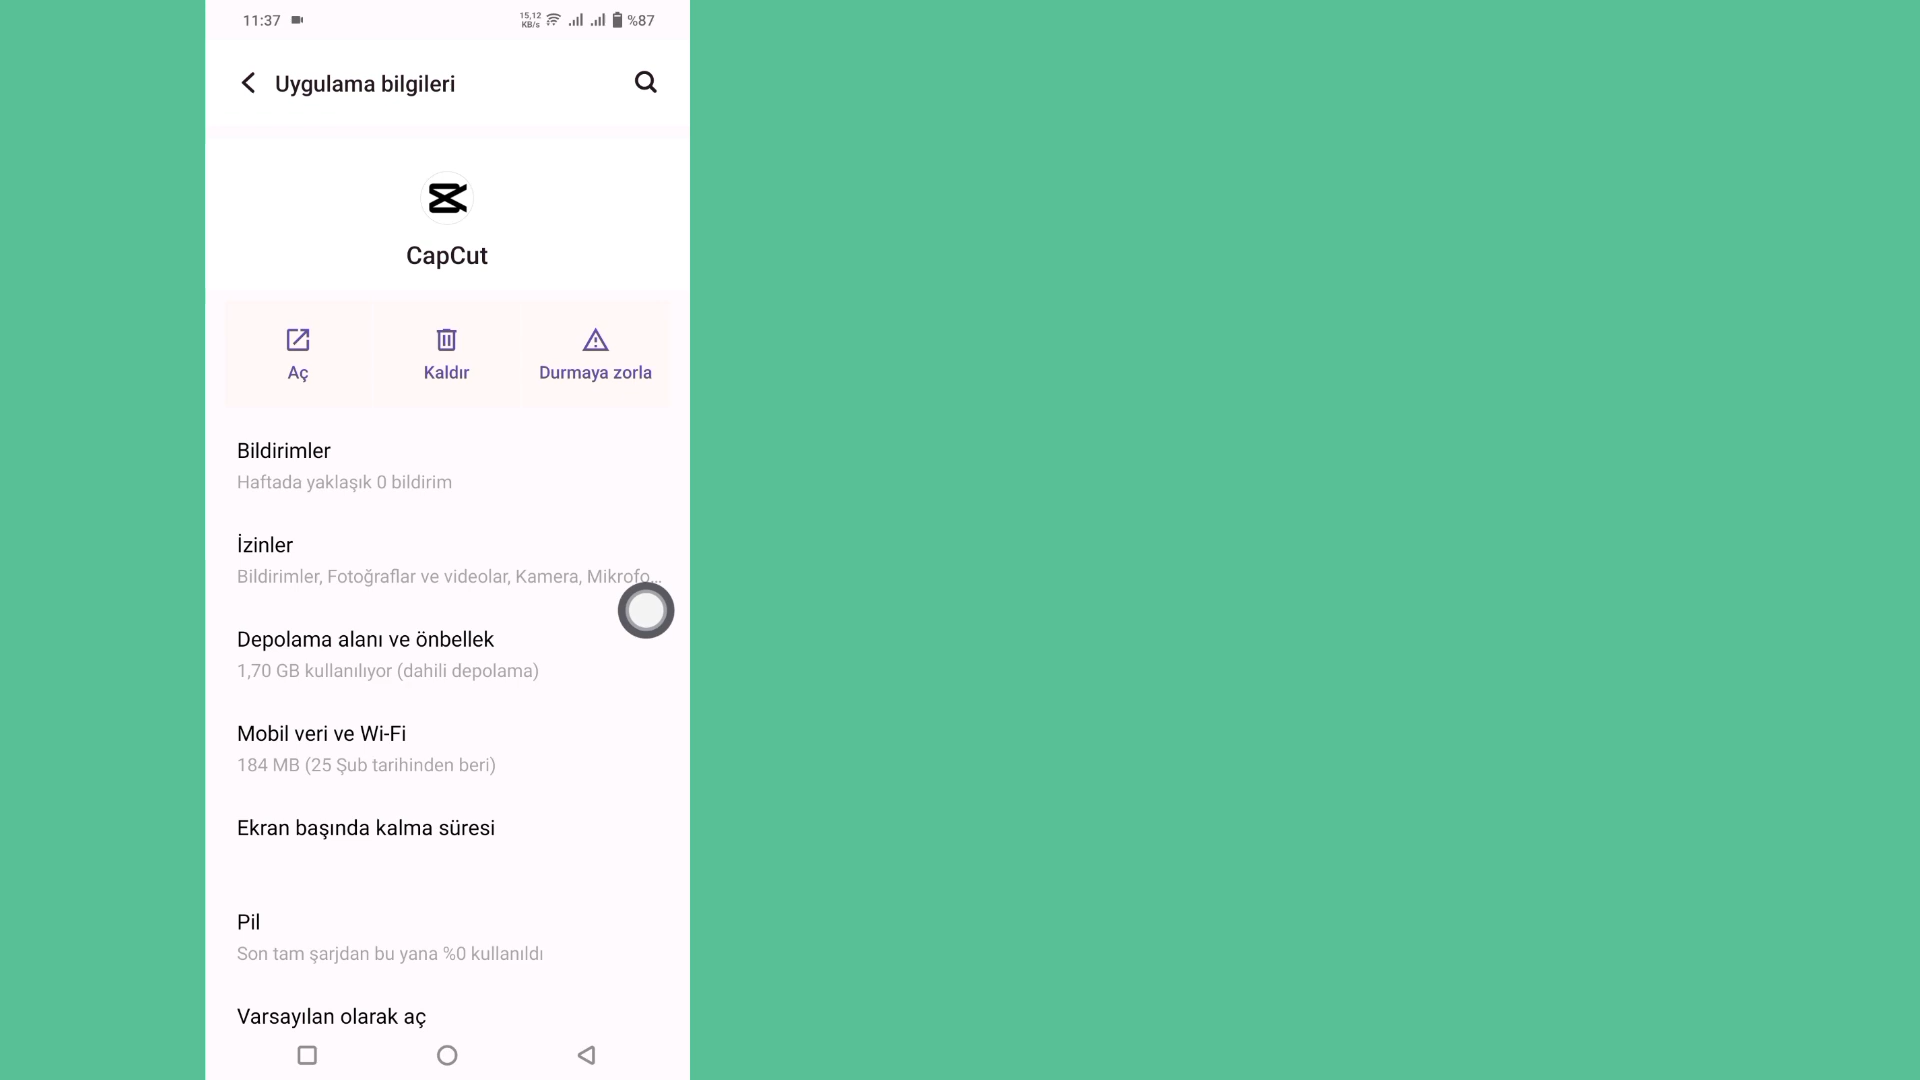 11:37
15,12
KB/s
%87
Uygulama bilgileri
CapCut
Aç
Kaldır
Durmaya zorla
Bildirimler
Haftada yaklaşık 0 bildirim
İzinler
Bildirimler, Fotoğraflar ve videolar, Kamera, Mikrofo...
Depolama alanı ve önbellek
1,70 GB kullanılıyor (dahili depolama)
Mobil veri ve Wi-Fi
184 MB (25 Şub tarihinden beri)
Ekran başında kalma süresi
Pil
Son tam şarjdan bu yana %0 kullanıldı
Varsayılan olarak aç